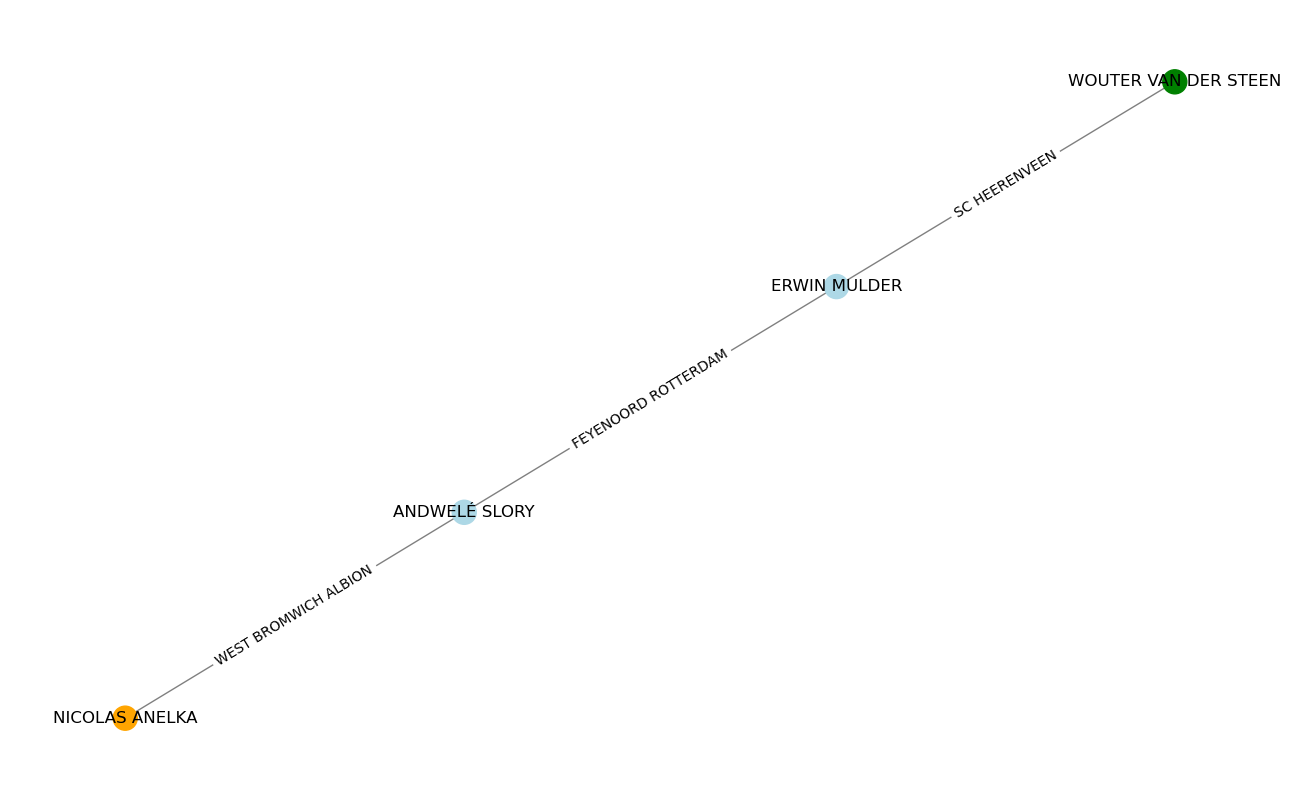 WOUTER VAN DER STEEN
SC HEERENVEEN
ERWIN MULDER
FEYENOORD ROTTERDAM
ANDWELÉ SLORY
WEST BROMWICH ALBION
NICOLAS ANELKA